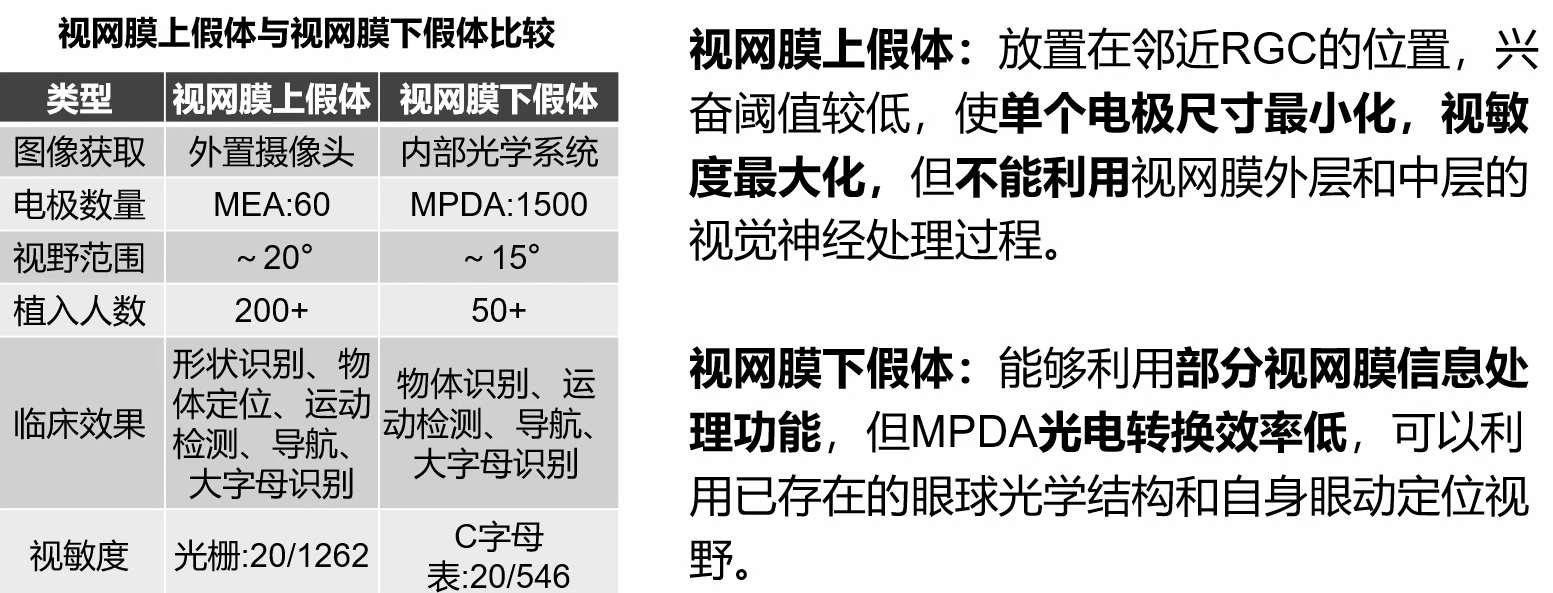 视网膜上假体与视网膜下假体比较
类型 视网膜上假体 视网膜下假体
图像获取 外置摄像头 内部光学系统
电极数量 MEA:60 MPDA:1500
视野范围 ~20° ~15°
植入人数 200+ 50+
临床效果
形状识别、物
体定位、运动
检测、导航、
大字母识别
物体识别、运
动检测、导航、
大字母识别
视敏度 光栅:20/1262
C字母
表:20/546
视网膜上假体：放置在邻近RGC的位置，兴
奋阈值较低，使单个电极尺寸最小化，视敏
度最大化，但不能利用视网膜外层和中层的
视觉神经处理过程。
视网膜下假体：能够利用部分视网膜信息处
理功能，但MPDA光电转换效率低，可以利
用已存在的眼球光学结构和自身眼动定位视
野。